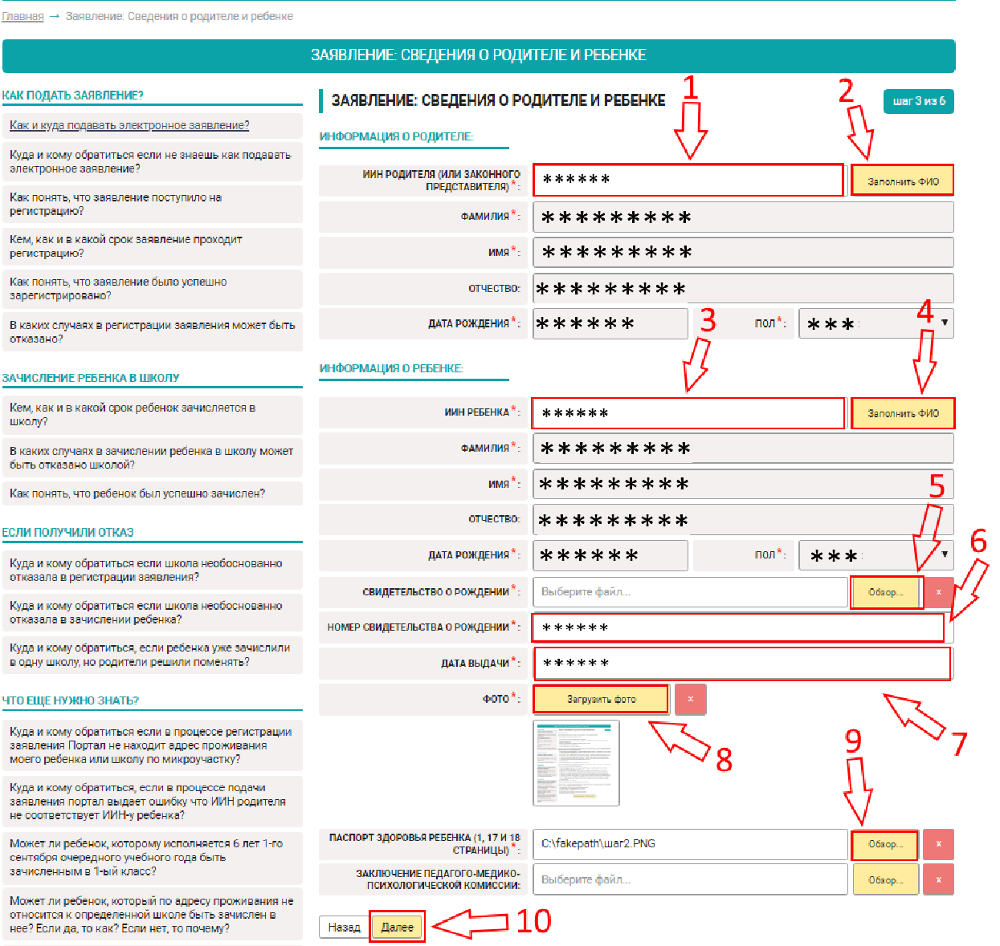 Главная → Заявление: Сведения о родителе и ребенке
ЗАЯВЛЕНИЕ: СВЕДЕНИЯ О РОДИТЕЛЕ И РЕБЕНКЕ
КАК ПОДАТЬ ЗАЯВЛЕНИЕ?
Как и куда подавать электронное заявление?
Куда и кому обратиться если не знаешь как подавать
электронное заявление?
Как понять, что заявление поступило на
регистрацию?
Кем, как и в какой срок заявление проходит
регистрацию?
Как понять, что заявление было успешно
зарегистрировано?
В каких случаях в регистрации заявления может быть
отказано?
ЗАЧИСЛЕНИЕ РЕБЕНКА В ШКОЛУ
Кем, как и в какой срок ребенок зачисляется в
школу?
В каких случаях в зачислении ребенка в школу может
быть отказано школой?
Как понять, что ребенок был успешно зачислен?
ЕСЛИ ПОЛУЧИЛИ ОТКАЗ
Куда и кому обратиться если школа необоснованно
отказала в регистрации заявления?
Куда и кому обратиться если школа необоснованно
отказала в зачислении ребенка?
Куда и кому обратиться, если ребенка уже зачислили
в одну школу, но родители решили поменять?
ЧТО ЕЩЕ НУЖНО ЗНАТЬ?
Куда и кому обратиться если в процессе регистрации
заявления Портал не находит адрес проживания
моего ребенка или школу по микроучастку?
Куда и кому обратиться, если в процессе подачи
заявления портал выдает ошибку что ИИН родителя
не соответствует ИИН-у ребенка?
Может ли ребенок, которому исполняется 6 лет 1-го
сентября очередного учебного года быть
зачисленным в 1-ый класс?
Может ли ребенок, который по адресу проживания не
относится к определенной школе быть зачислен в
нее? Если да, то как? Если нет, то почему?
ЗАЯВЛЕНИЕ: СВЕДЕНИЯ О РОДИТЕЛЕ И РЕБЕНКЕ
1
2
шаг 3 из 6
ИНФОРМАЦИЯ О РОДИТЕЛЕ:
ИИН РОДИТЕЛЯ (ИЛИ ЗАКОННОГО
ПРЕДСТАВИТЕЛЯ)*: ****** Заполнить ФИО
ФАМИЛИЯ*: *********
ИМЯ*: *********
ОТЧЕСТВО: *********
ДАТА РОЖДЕНИЯ*: ****** ПОЛ*: ***
3
4
ИНФОРМАЦИЯ О РЕБЕНКЕ:
ИИН РЕБЕНКА*: ****** Заполнить ФИО
ФАМИЛИЯ*: *********
ИМЯ*: *********
5
ОТЧЕСТВО: *********
6
ДАТА РОЖДЕНИЯ*: ****** ПОЛ*: ***
СВИДЕТЕЛЬСТВО О РОЖДЕНИИ*: Выберите файл... Обзор... x
НОМЕР СВИДЕТЕЛЬСТВА О РОЖДЕНИИ*: ******
ДАТА ВЫДАЧИ*: ******
ФОТО*: Загрузить фото x
7
8
9
ПАСПОРТ ЗДОРОВЬЯ РЕБЕНКА (1, 17 И 18
СТРАНИЦЫ)*: C:\fakepath\шаг2.PNG Обзор... x
ЗАКЛЮЧЕНИЕ ПЕДАГОГО-МЕДИКО-
ПСИХОЛОГИЧЕСКОЙ КОМИССИИ: Выберите файл... Обзор... x
Назад Далее
10